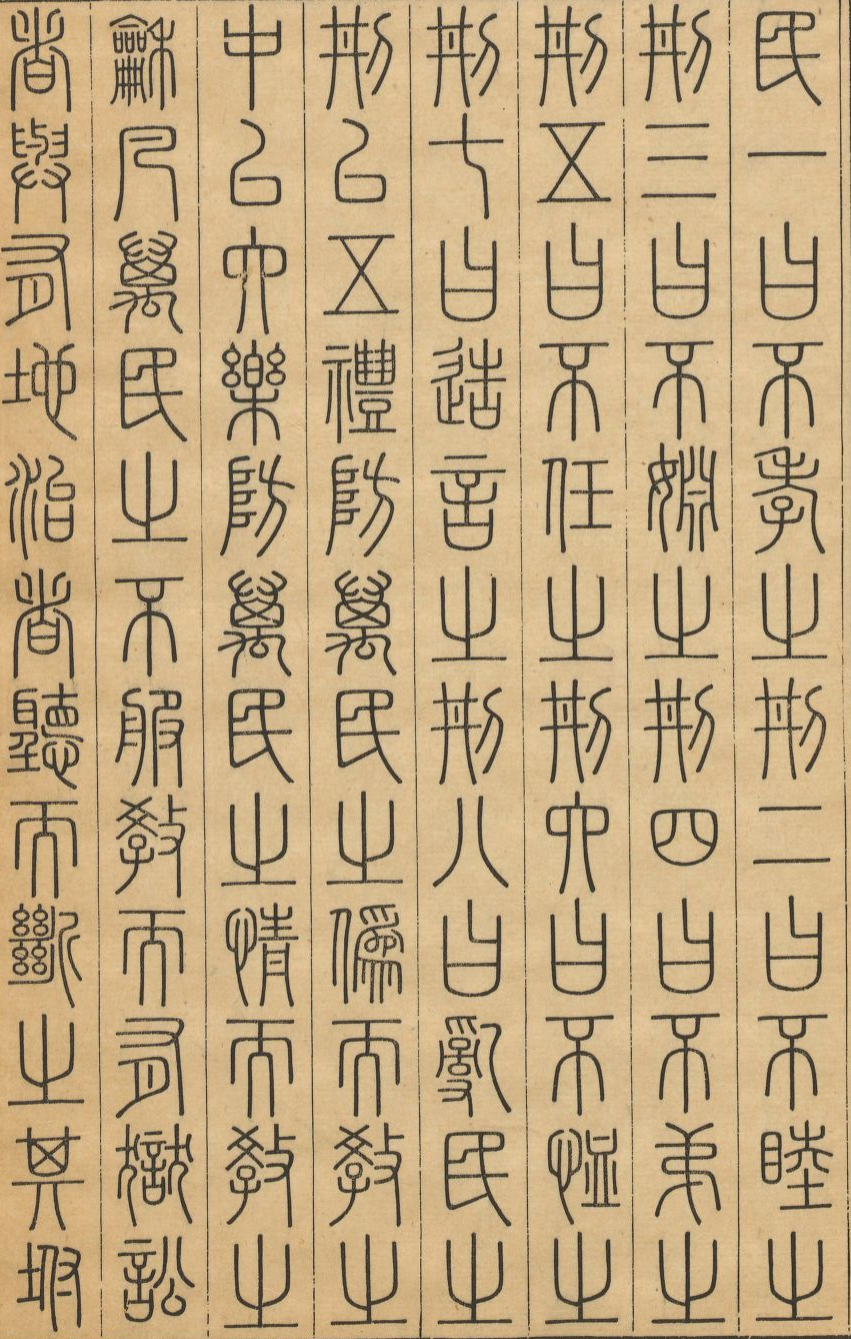 民一曰不孝之刑二曰不睦之
刑三曰不婣之刑四曰不弟之
刑五曰不任之刑六曰不恤之
刑七曰造言之刑八曰亂民之
刑以五禮防萬民之僞而教之
中以六樂防萬民之情而教之
龢凡萬民之不服教而有獄訟
者與有地治者聽而斷之其坿